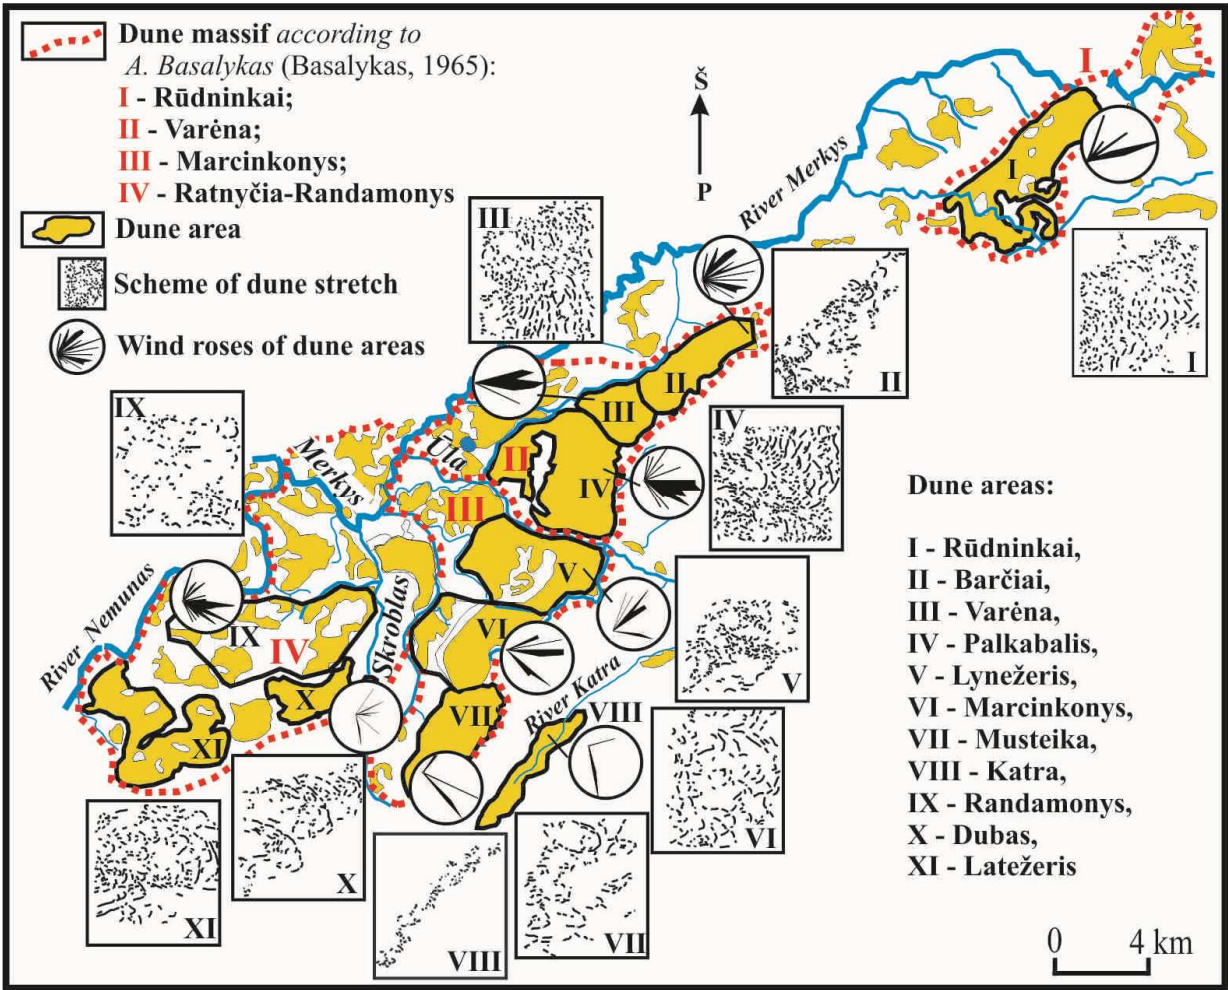 Dune massif according to
A. Basalykas (Basalykas, 1965):
I - Rūdninkai;
II - Varėna;
III - Marcinkonys;
IV - Ratnyčia-Randamonys
Dune area
Scheme of dune stretch
Wind roses of dune areas
Š
P
River Merkys
I
I
I
III
II
II
III
IV
II
IV
Ūla
III
Merkys
IX
V
V
Skroblas
VI
VI
River Nemunas
IX
IV
X
VII
River Katra
VIII
XI
XI
X
VIII
VII
Dune areas:
I - Rūdninkai,
II - Barčiai,
III - Varėna,
IV - Palkabalis,
V - Lynežeris,
VI - Marcinkonys,
VII - Musteika,
VIII - Katra,
IX - Randamonys,
X - Dubas,
XI - Latežeris
0 4 km